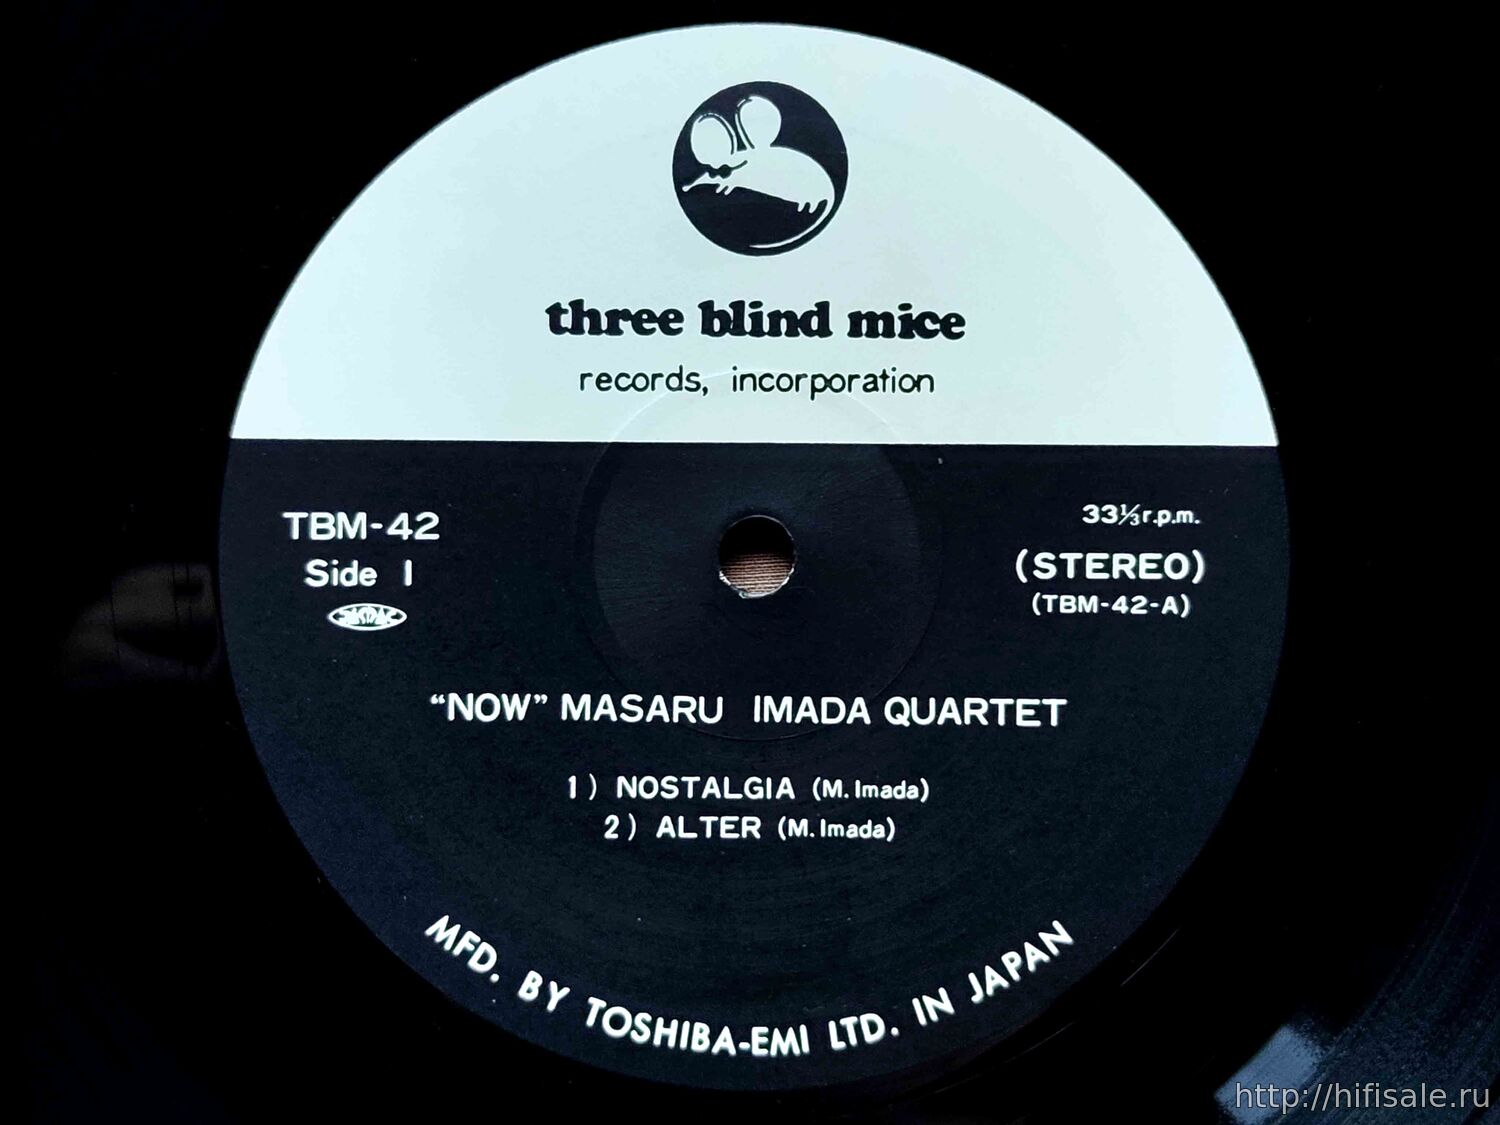 three blind mice
records, incorporation
TBM-42
Side 1
33⅓ r.p.m.
(STEREO)
(TBM-42-A)
“NOW” MASARU IMADA QUARTET
1) NOSTALGIA (M. Imada)
2) ALTER (M. Imada)
MFD. BY TOSHIBA-EMI LTD. IN JAPAN
http://hifisale.ru